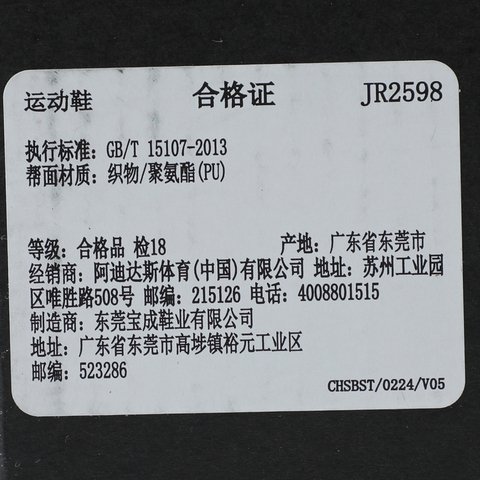 运动鞋 合格证 JR2598
执行标准: GB/T 15107-2013
帮面材质: 织物/聚氨酯(PU)
等级: 合格品 检18 产地: 广东省东莞市
经销商: 阿迪达斯体育(中国)有限公司 地址: 苏州工业园
区唯胜路508号 邮编: 215126 电话: 4008801515
制造商: 东莞宝成鞋业有限公司
地址: 广东省东莞市高埗镇裕元工业区
邮编: 523286
CHSBST/0224/V05